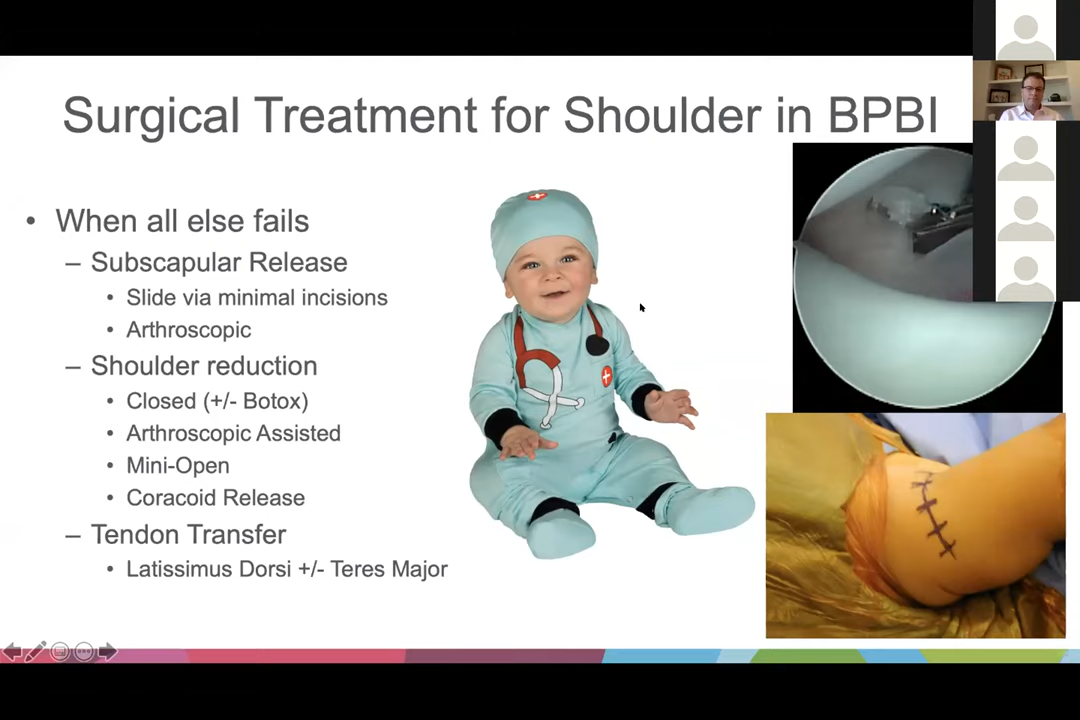 Surgical Treatment for Shoulder in BPBI
• When all else fails
– Subscapular Release
• Slide via minimal incisions
• Arthroscopic
– Shoulder reduction
• Closed (+/- Botox)
• Arthroscopic Assisted
• Mini-Open
• Coracoid Release
– Tendon Transfer
• Latissimus Dorsi +/- Teres Major